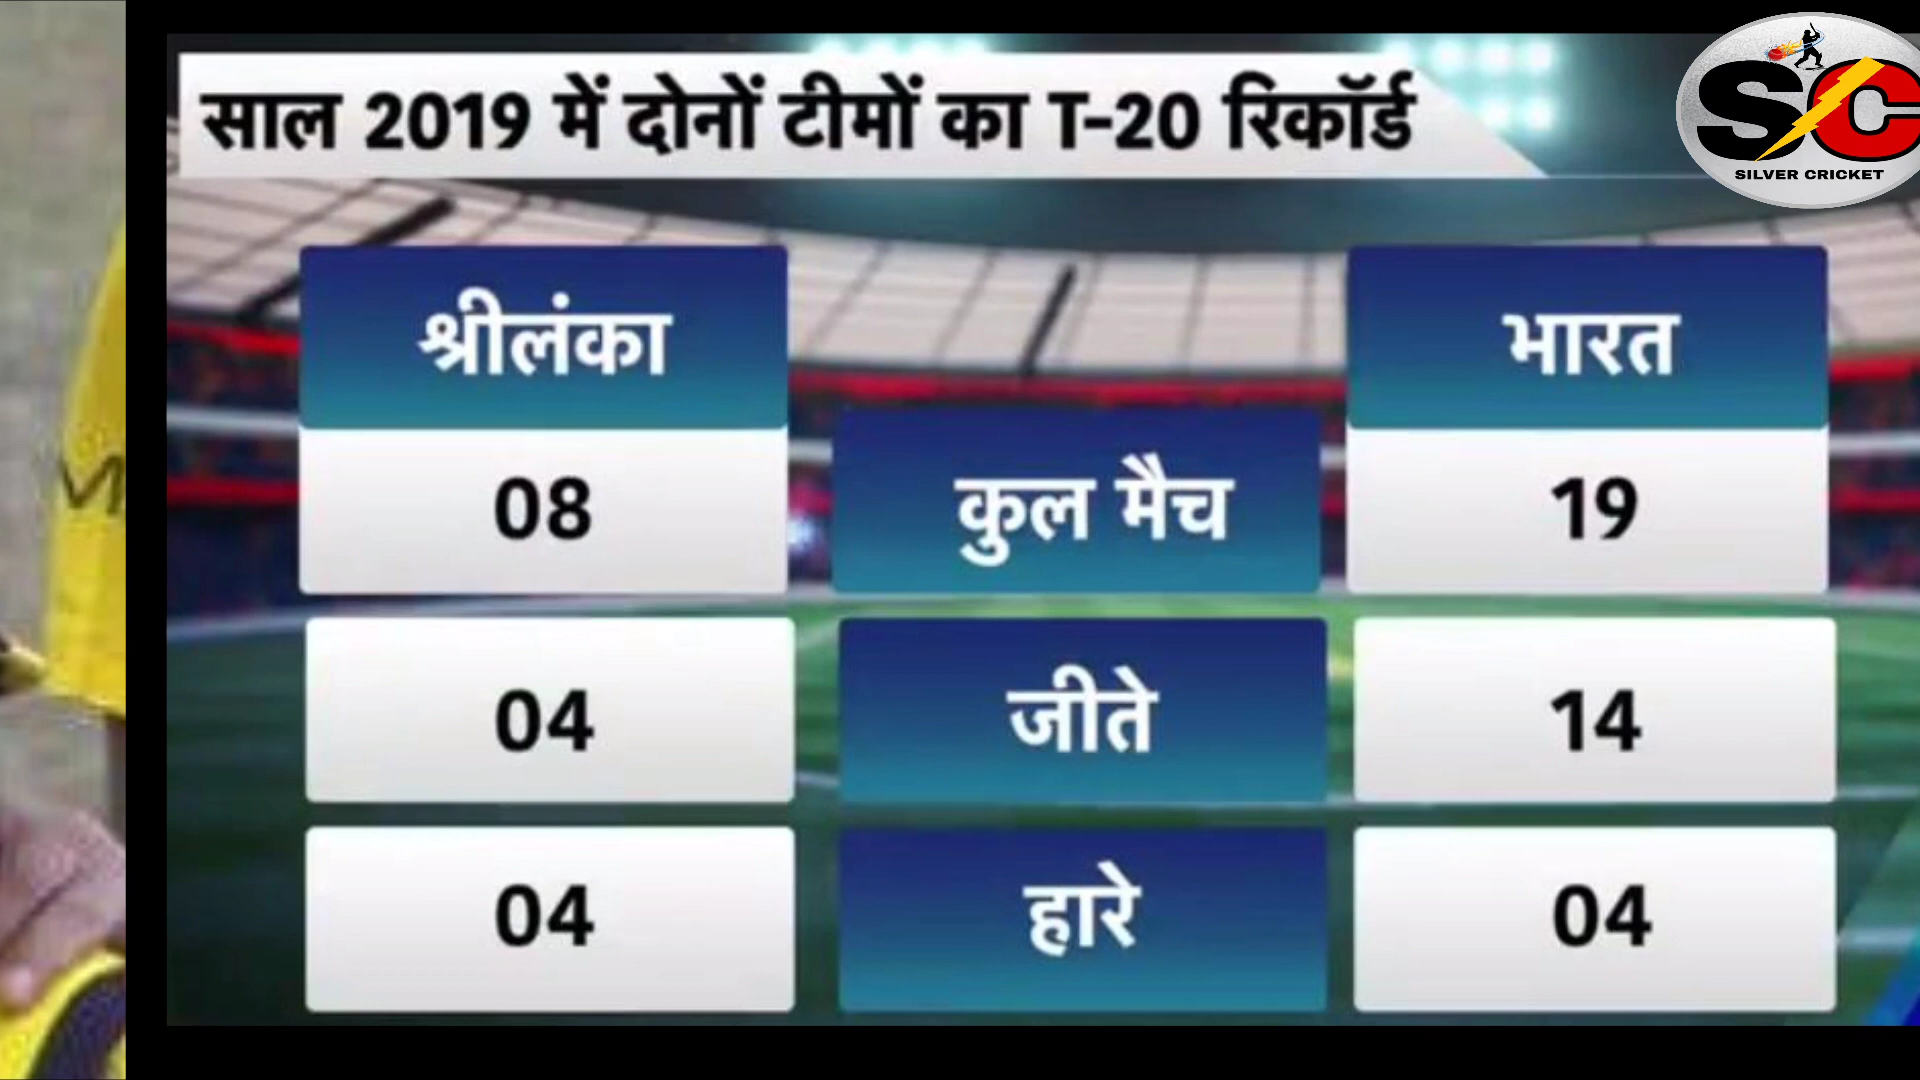 साल 2019 में दोनों टीमों का T-20 रिकॉर्ड
SC
SILVER CRICKET
श्रीलंका
भारत
08
कुल मैच
19
04
जीते
14
04
हारे
04